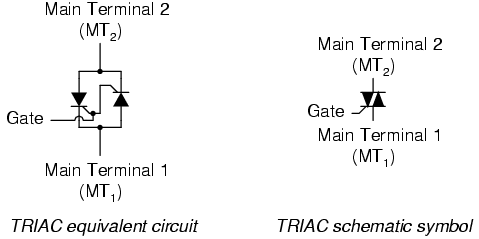 Main Terminal 2
(MT2)
Gate
Main Terminal 1
(MT1)
TRIAC equivalent circuit
Main Terminal 2
(MT2)
Gate
Main Terminal 1
(MT1)
TRIAC schematic symbol